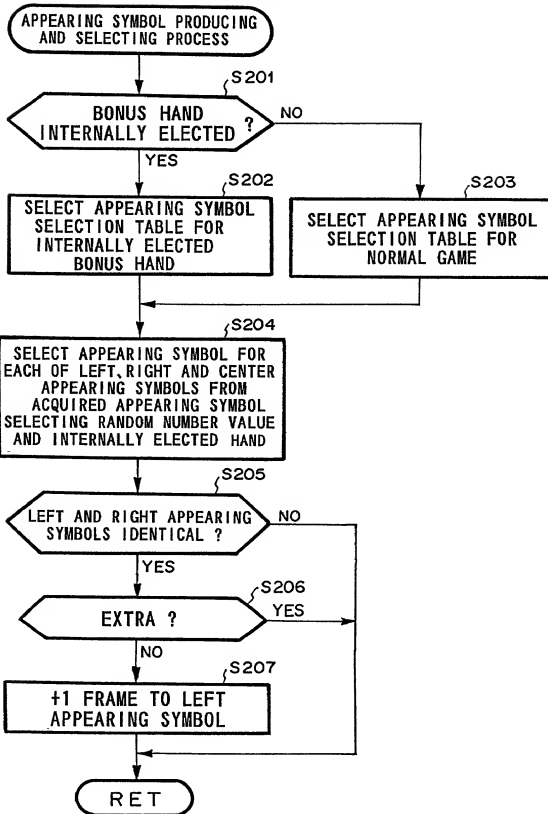 APPEARING SYMBOL PRODUCING
AND SELECTING PROCESS
S201
BONUS HAND
INTERNALLY ELECTED ?
NO
YES
S202
SELECT APPEARING SYMBOL
SELECTION TABLE FOR
INTERNALLY ELECTED
BONUS HAND
S203
SELECT APPEARING SYMBOL
SELECTION TABLE FOR
NORMAL GAME
S204
SELECT APPEARING SYMBOL FOR
EACH OF LEFT, RIGHT AND CENTER
APPEARING SYMBOLS FROM
ACQUIRED APPEARING SYMBOL
SELECTING RANDOM NUMBER VALUE
AND INTERNALLY ELECTED HAND
S205
LEFT AND RIGHT APPEARING
SYMBOLS IDENTICAL ?
NO
YES
S206
EXTRA ?
YES
NO
S207
+1 FRAME TO LEFT
APPEARING SYMBOL
RET